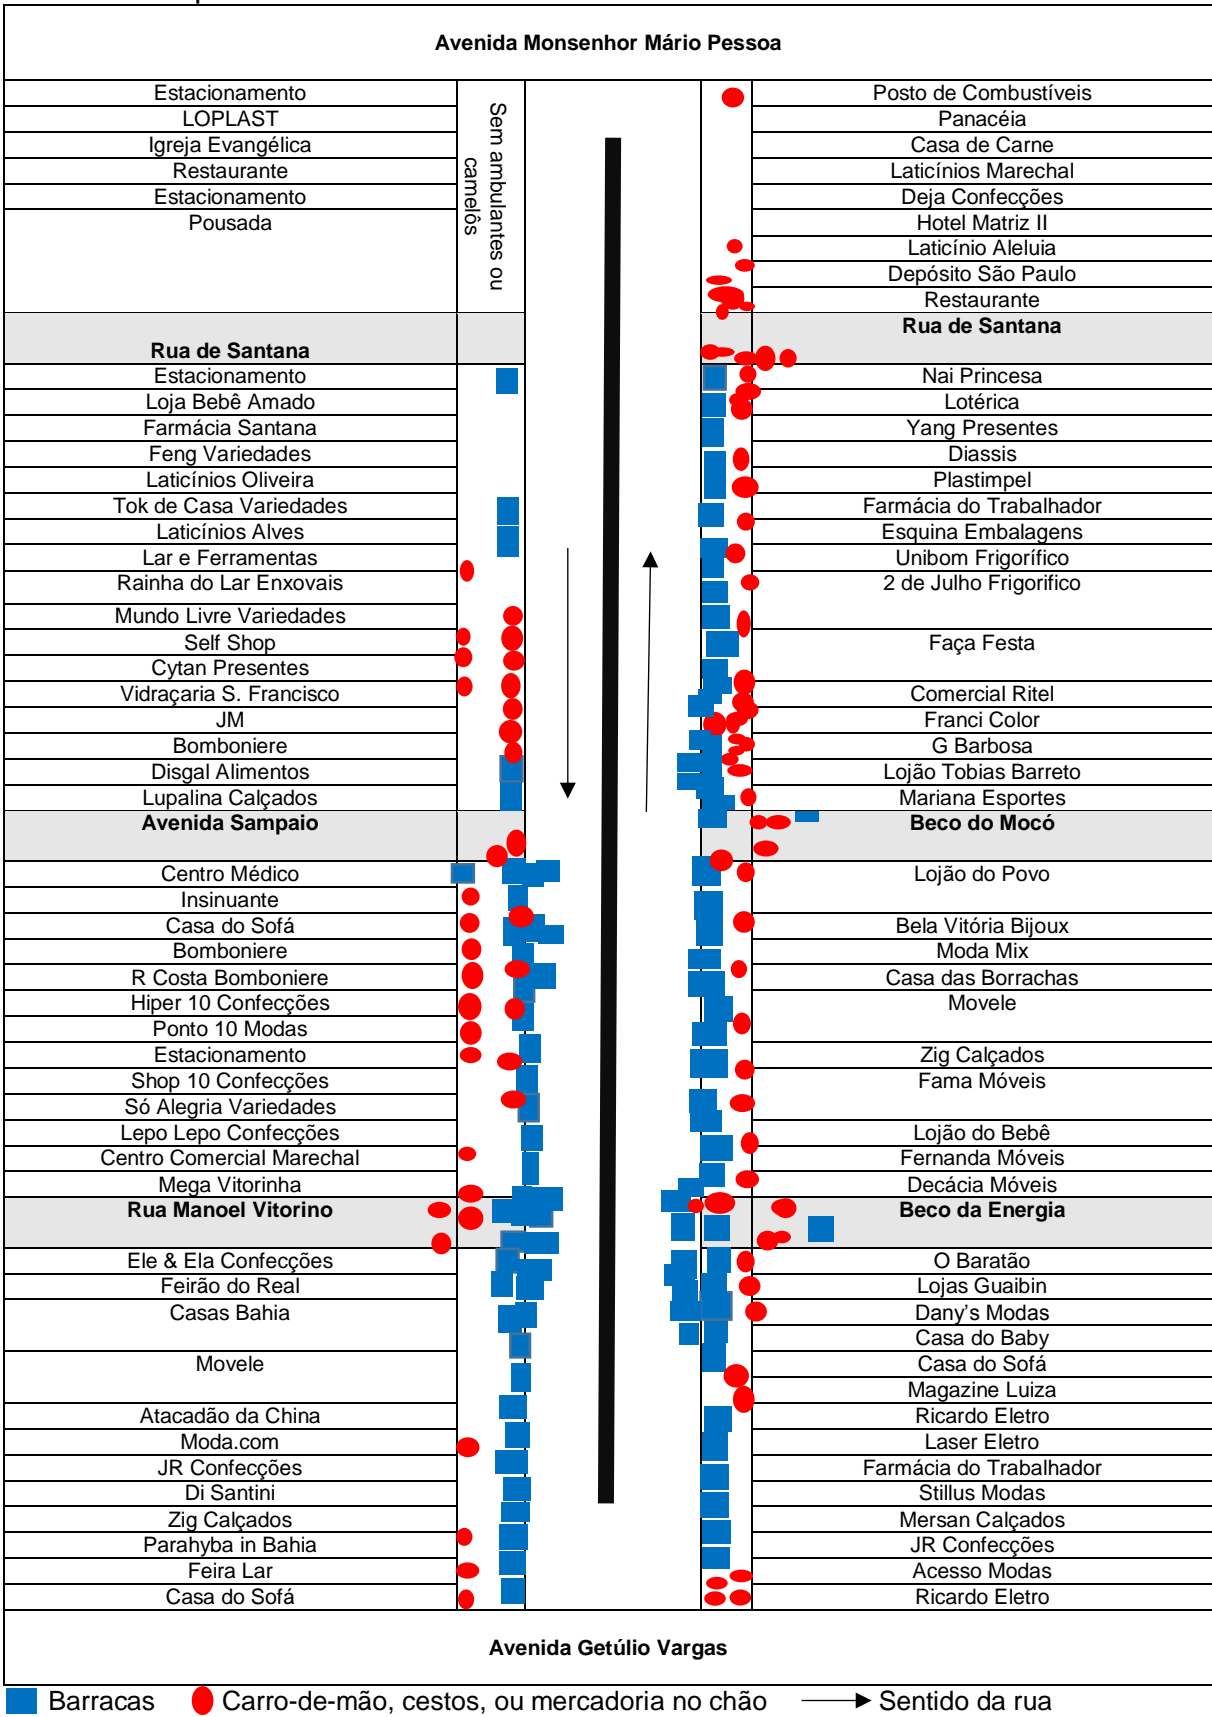 Avenida Monsenhor Mário Pessoa
Estacionamento
LOPLAST
Igreja Evangélica
Restaurante
Estacionamento
Pousada
Sem ambulantes ou
camelôs
Posto de Combustíveis
Panacéia
Casa de Carne
Laticínios Marechal
Deja Confecções
Hotel Matriz II
Laticínio Aleluia
Depósito São Paulo
Restaurante
Rua de Santana
Rua de Santana
Estacionamento
Loja Bebê Amado
Farmácia Santana
Feng Variedades
Laticínios Oliveira
Tok de Casa Variedades
Laticínios Alves
Lar e Ferramentas
Rainha do Lar Enxovais
Mundo Livre Variedades
Self Shop
Cytan Presentes
Vidraçaria S. Francisco
JM
Bomboniere
Disgal Alimentos
Lupalina Calçados
Nai Princesa
Lotérica
Yang Presentes
Diassis
Plastimpel
Farmácia do Trabalhador
Esquina Embalagens
Unibom Frigorífico
2 de Julho Frigorifico
Faça Festa
Comercial Ritel
Franci Color
G Barbosa
Lojão Tobias Barreto
Mariana Esportes
Avenida Sampaio
Beco do Mocó
Centro Médico
Insinuante
Casa do Sofá
Bomboniere
R Costa Bomboniere
Hiper 10 Confecções
Ponto 10 Modas
Estacionamento
Shop 10 Confecções
Só Alegria Variedades
Lepo Lepo Confecções
Centro Comercial Marechal
Mega Vitorinha
Lojão do Povo
Bela Vitória Bijoux
Moda Mix
Casa das Borrachas
Movele
Zig Calçados
Fama Móveis
Lojão do Bebê
Fernanda Móveis
Decácia Móveis
Rua Manoel Vitorino
Beco da Energia
Ele & Ela Confecções
Feirão do Real
Casas Bahia
Movele
Atacadão da China
Moda.com
JR Confecções
Di Santini
Zig Calçados
Parahyba in Bahia
Feira Lar
Casa do Sofá
O Baratão
Lojas Guaibin
Dany's Modas
Casa do Baby
Casa do Sofá
Magazine Luiza
Ricardo Eletro
Laser Eletro
Farmácia do Trabalhador
Stillus Modas
Mersan Calçados
JR Confecções
Acesso Modas
Ricardo Eletro
Avenida Getúlio Vargas
Barracas
Carro-de-mão, cestos, ou mercadoria no chão
Sentido da rua